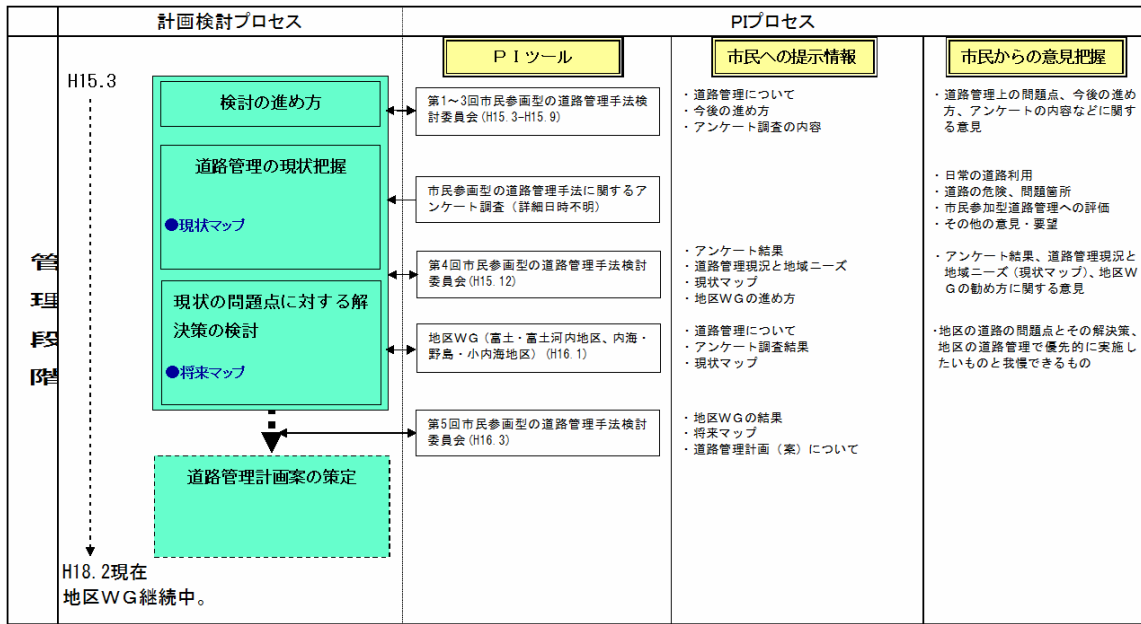 計画検討プロセス
PIプロセス
ＰＩツール
市民への提示情報
市民からの意見把握
H15.3
管理段階
検討の進め方
第1～3回市民参画型の道路管理手法検
討委員会(H15.3-H15.9)
・道路管理について
・今後の進め方
・アンケート調査の内容
・道路管理上の問題点、今後の進め
方、アンケートの内容などに関す
る意見
道路管理の現状把握
●現状マップ
市民参画型の道路管理手法に関するア
ンケート調査（詳細日時不明）
・日常の道路利用
・道路の危険、問題箇所
・市民参加型道路管理への評価
・その他の意見・要望
第4回市民参画型の道路管理手法検討
委員会(H15.12)
・アンケート結果
・道路管理現況と地域ニーズ
・現状マップ
・地区ＷＧの進め方
・アンケート結果、道路管理現況と
地域ニーズ（現状マップ）、地区Ｗ
Ｇの勧め方に関する意見
現状の問題点に対する解
決策の検討
●将来マップ
地区ＷＧ（富土・富土河内地区、内海・
野島・小内海地区）(H16.1)
・道路管理について
・アンケート調査結果
・現状マップ
・地区の道路の問題点とその解決策、
地区の道路管理で優先的に実施し
たいものと我慢できるもの
第5回市民参画型の道路管理手法検討
委員会(H16.3)
・地区ＷＧの結果
・将来マップ
・道路管理計画（案）について
道路管理計画案の策定
H18.2現在
地区ＷＧ継続中。